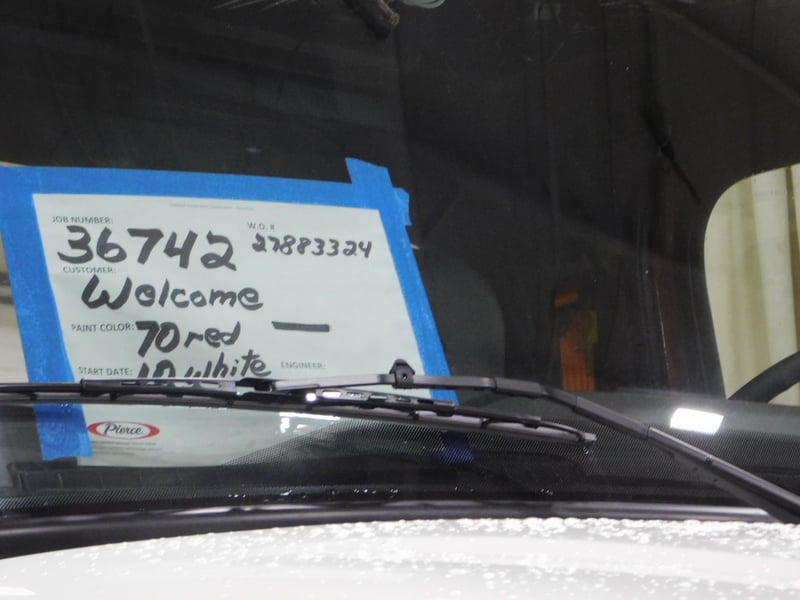 JOB NUMBER: W.O. #
36742 27883324
CUSTOMER:
Welcome
PAINT COLOR: 70 red —
10 white
START DATE: ENGINEER:
Pierce